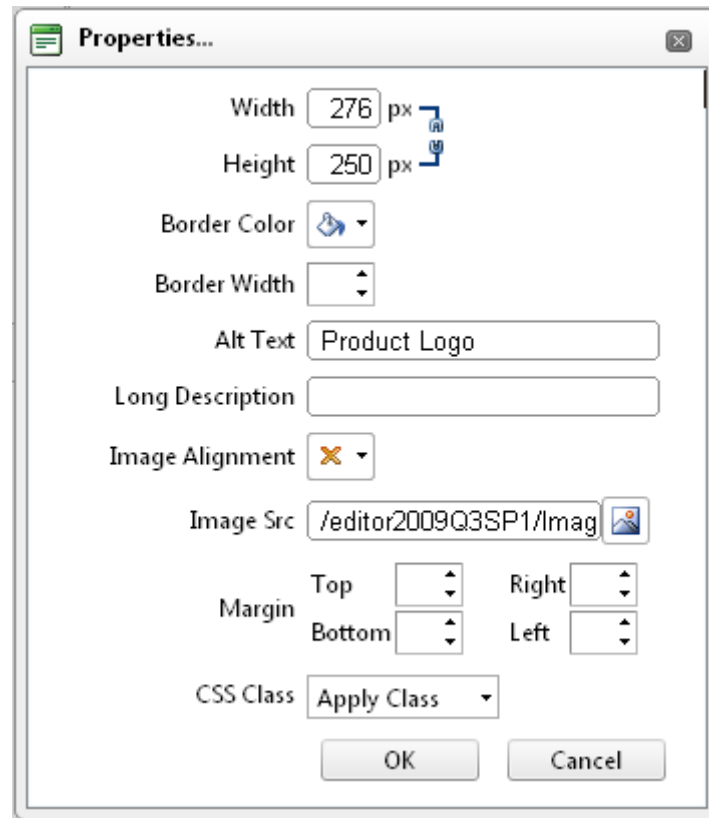 Properties...
Width 276 px
Height 250 px
Border Color
Border Width
Alt Text Product Logo
Long Description
Image Alignment
Image Src /editor2009Q3SP1/Imag
Top Right
Margin
Bottom Left
CSS Class Apply Class
OK Cancel